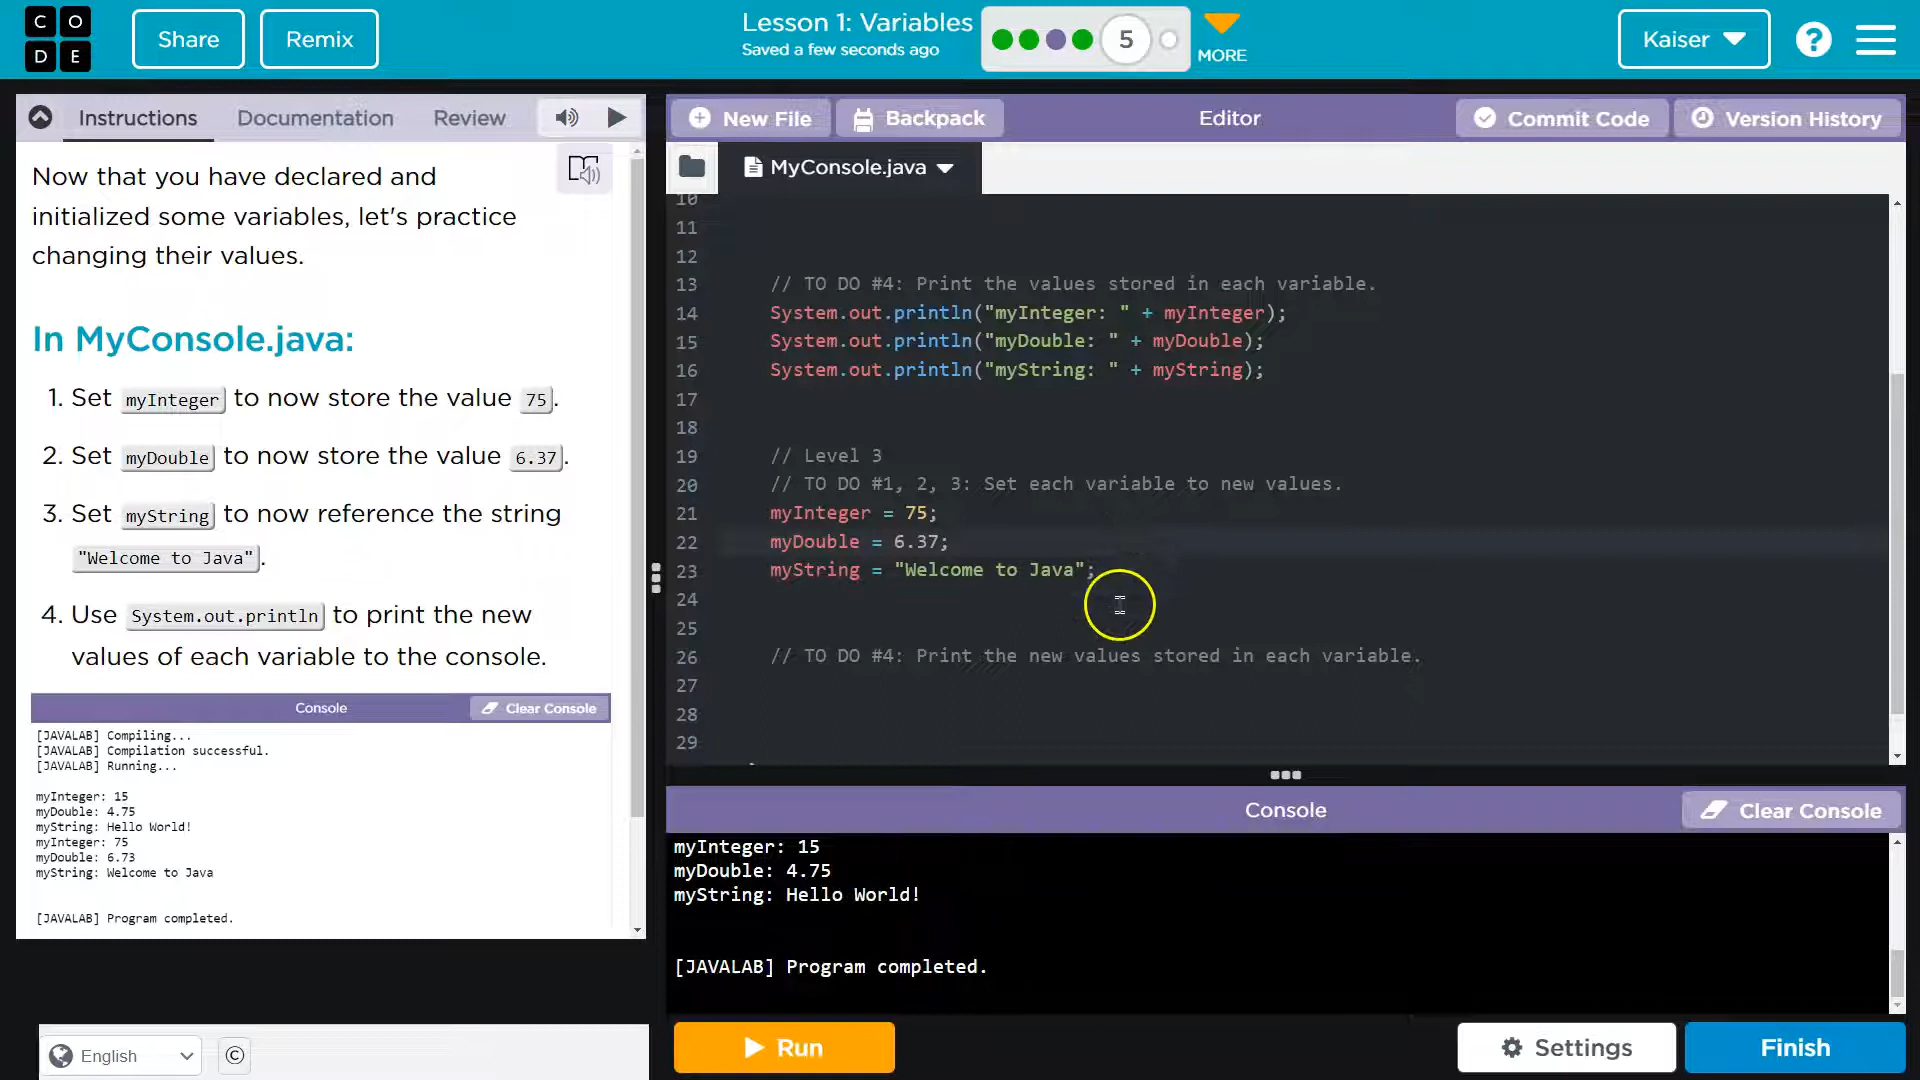 CODE
Share
Remix
Lesson 1: Variables
Saved a few seconds ago
5
MORE
Kaiser
?
Instructions
Documentation
Review
Now that you have declared and
initialized some variables, let's practice
changing their values.
In MyConsole.java:
1. Set myInteger to now store the value 75.
2. Set myDouble to now store the value 6.37.
3. Set myString to now reference the string
"Welcome to Java".
4. Use System.out.println to print the new
values of each variable to the console.
Console
Clear Console
[JAVALAB] Compiling...
[JAVALAB] Compilation successful.
[JAVALAB] Running...
myInteger: 15
myDouble: 4.75
myString: Hello World!
myInteger: 75
myDouble: 6.73
myString: Welcome to Java
[JAVALAB] Program completed.
English
©
New File
Backpack
Editor
Commit Code
Version History
MyConsole.java
10
11
12
13 // TO DO #4: Print the values stored in each variable.
14 System.out.println("myInteger: " + myInteger);
15 System.out.println("myDouble: " + myDouble);
16 System.out.println("myString: " + myString);
17
18
19 // Level 3
20 // TO DO #1, 2, 3: Set each variable to new values.
21 myInteger = 75;
22 myDouble = 6.37;
23 myString = "Welcome to Java";
24
25
26 // TO DO #4: Print the new values stored in each variable.
27
28
29
Console
Clear Console
myInteger: 15
myDouble: 4.75
myString: Hello World!
[JAVALAB] Program completed.
Run
Settings
Finish